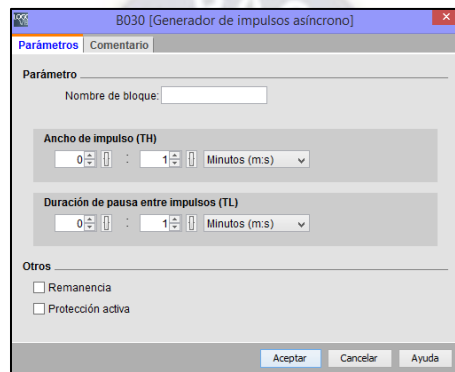 B030 [Generador de impulsos asíncrono]
Parámetros Comentario
Parámetro
Nombre de bloque:
Ancho de impulso (TH)
0 : 1 Minutos (m:s)
Duración de pausa entre impulsos (TL)
0 : 1 Minutos (m:s)
Otros
Remanencia
Protección activa
Aceptar Cancelar Ayuda